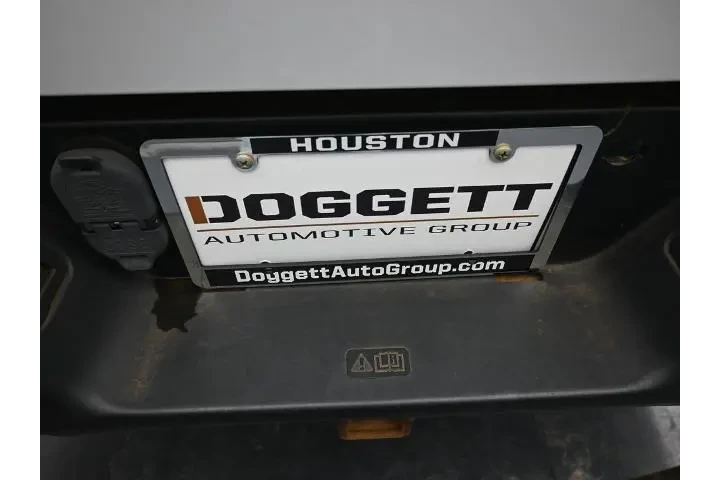 HOUSTON
DOGGETT
AUTOMOTIVE GROUP
DoggettAutoGroup.com